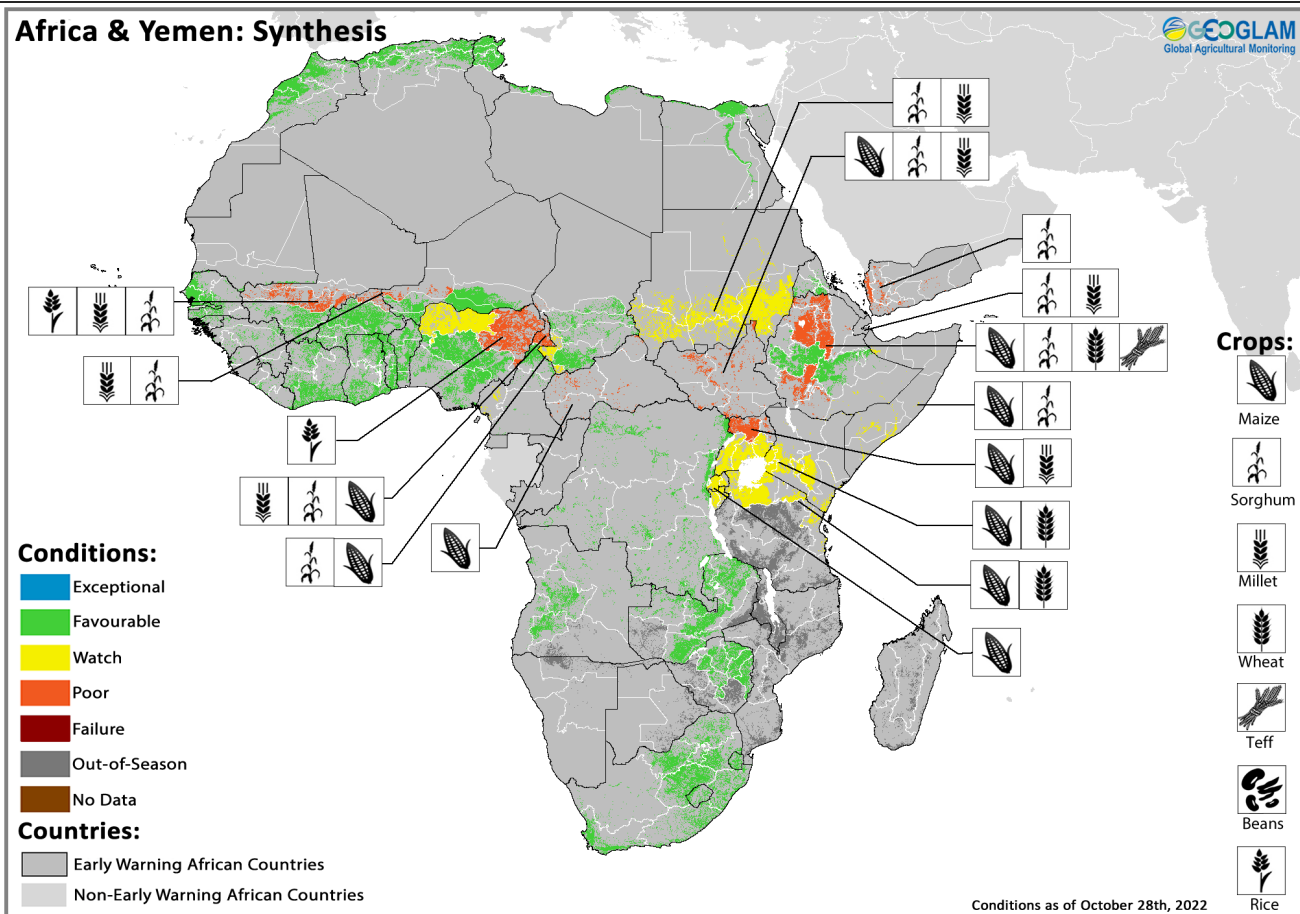 Africa & Yemen: Synthesis
GEOGLAM
Global Agricultural Monitoring
Conditions:
Exceptional
Favourable
Watch
Poor
Failure
Out-of-Season
No Data
Countries:
Early Warning African Countries
Non-Early Warning African Countries
Crops:
Maize
Sorghum
Millet
Wheat
Teff
Beans
Rice
Conditions as of October 28th, 2022